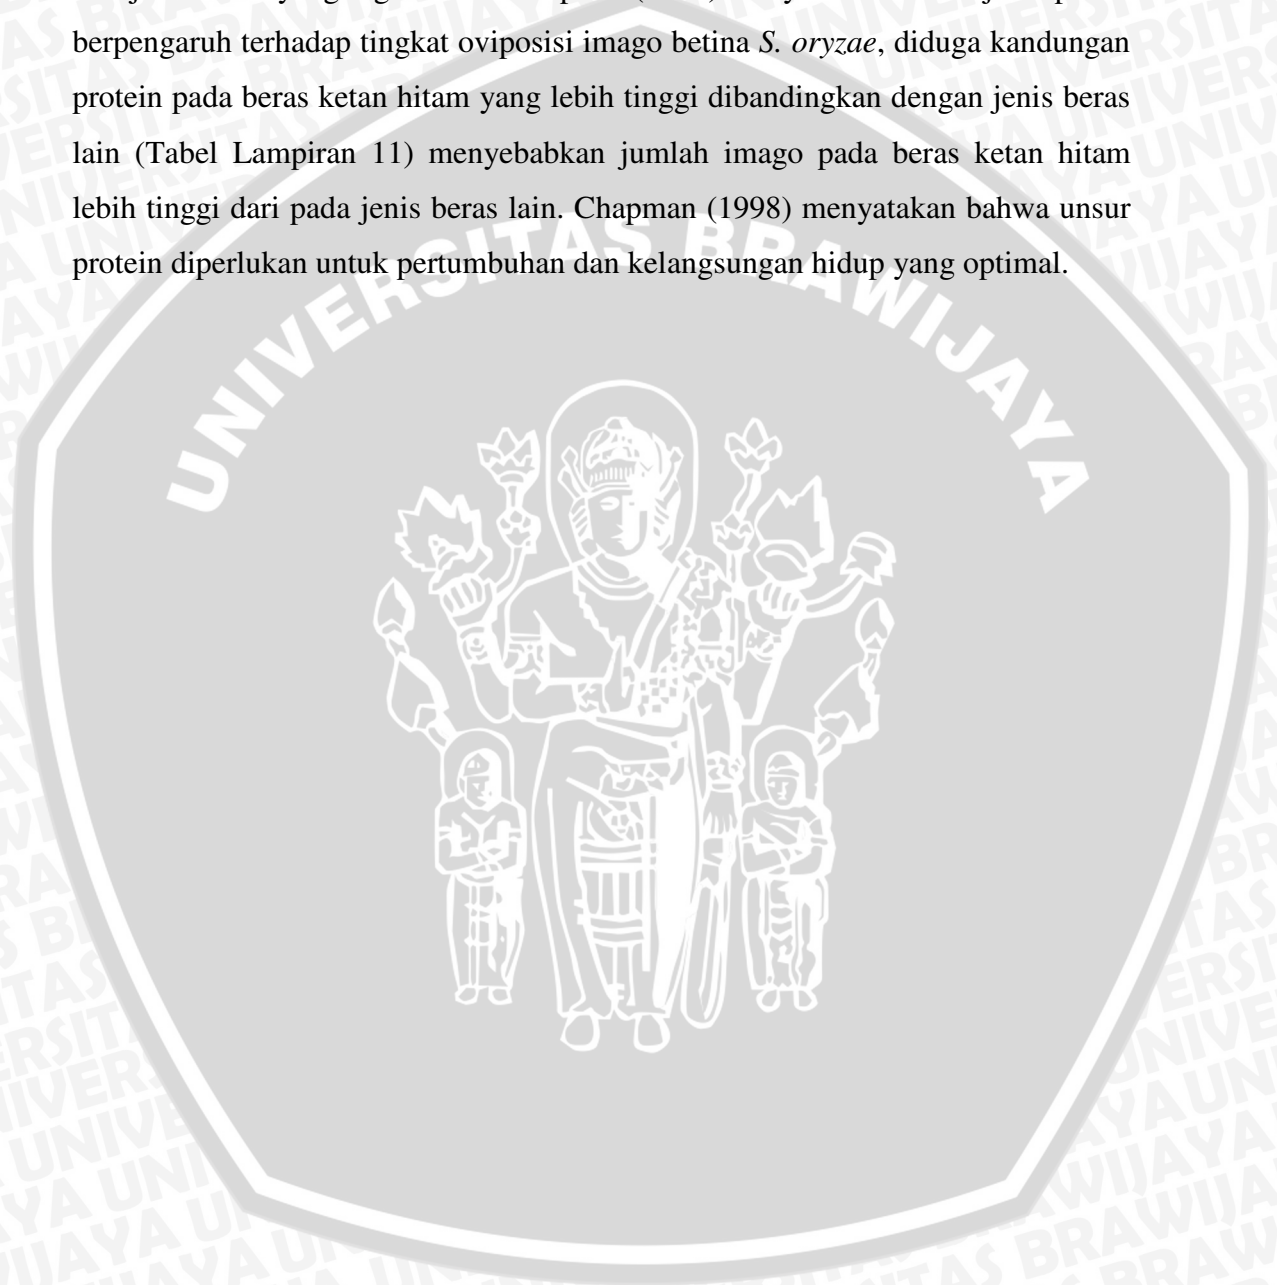 berpengaruh terhadap tingkat oviposisi imago betina S. oryzae, diduga kandungan
protein pada beras ketan hitam yang lebih tinggi dibandingkan dengan jenis beras
lain (Tabel Lampiran 11) menyebabkan jumlah imago pada beras ketan hitam
lebih tinggi dari pada jenis beras lain. Chapman (1998) menyatakan bahwa unsur
protein diperlukan untuk pertumbuhan dan kelangsungan hidup yang optimal.
UNIVERSITAS BRAWIJAYA